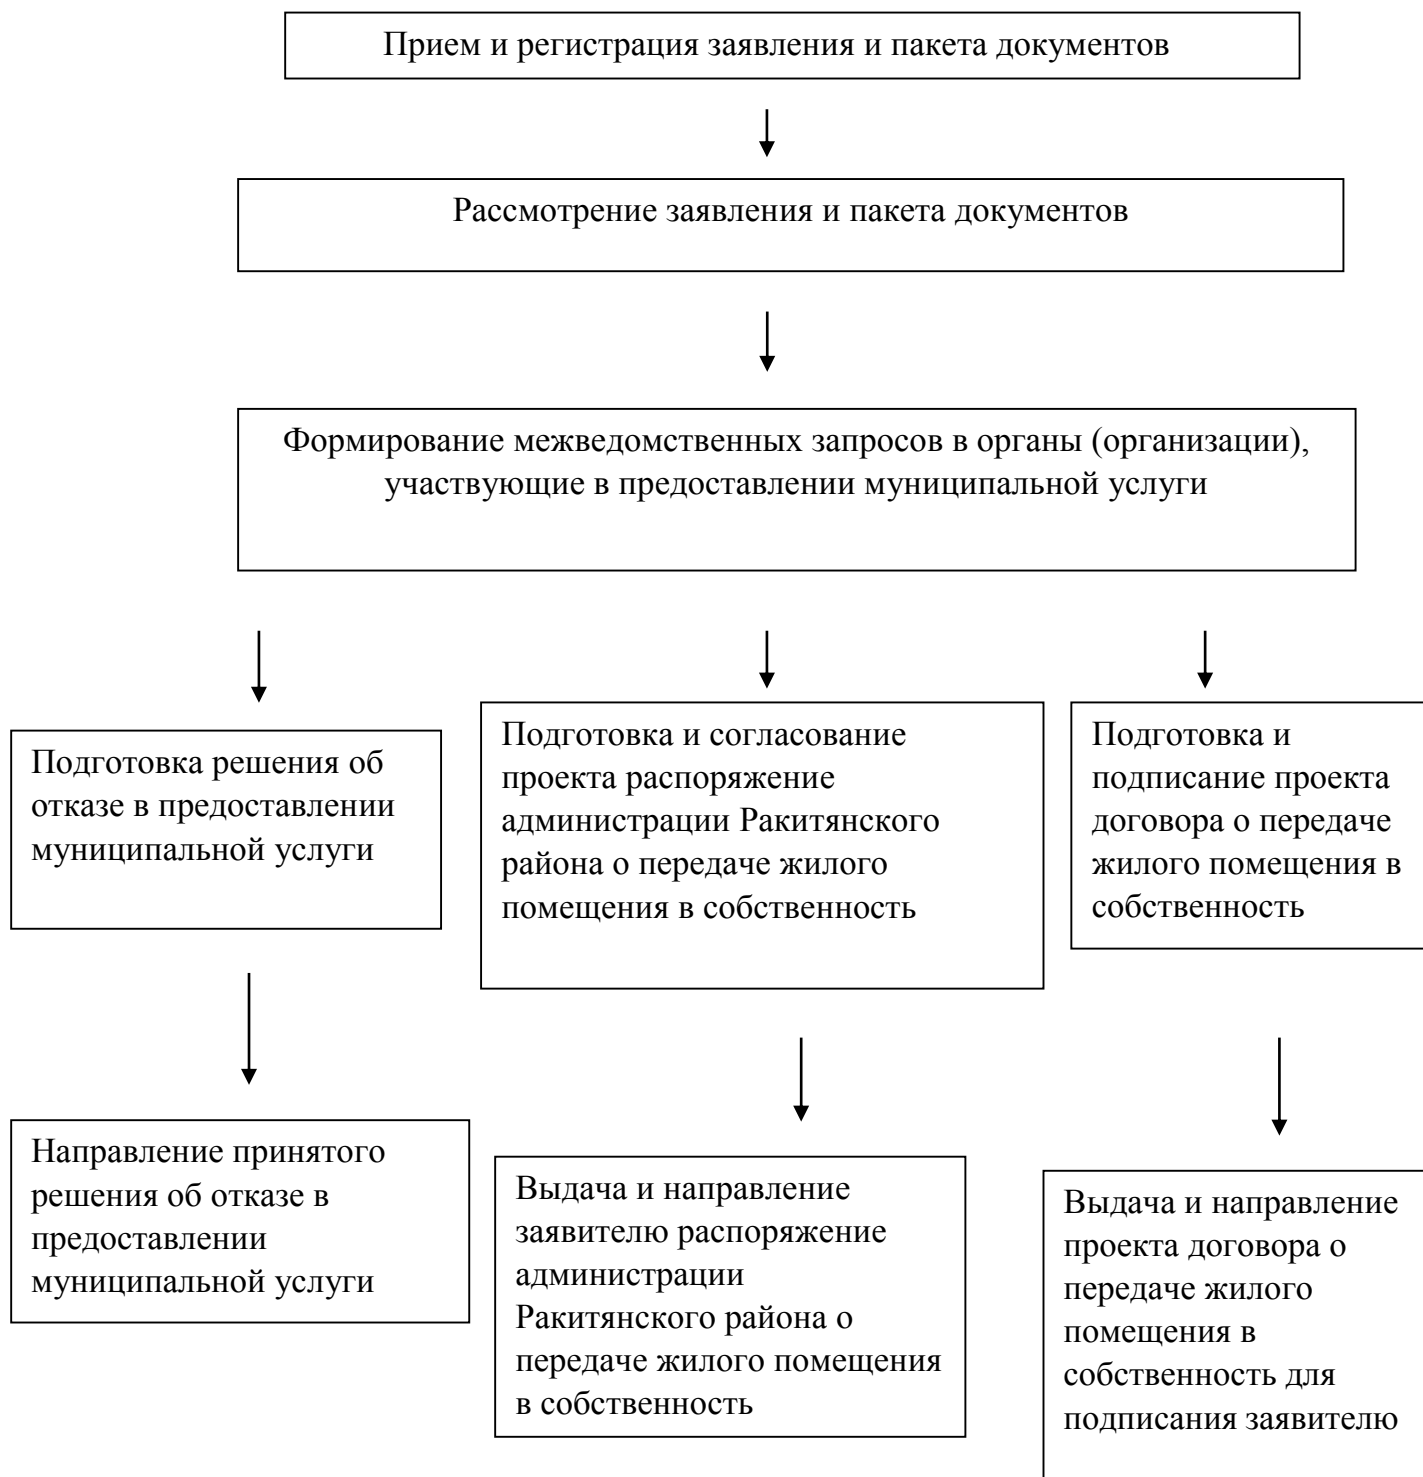 Прием и регистрация заявления и пакета документов
Рассмотрение заявления и пакета документов
Формирование межведомственных запросов в органы (организации),
участвующие в предоставлении муниципальной услуги
Подготовка решения об
отказе в предоставлении
муниципальной услуги
Подготовка и согласование
проекта распоряжение
администрации Ракитянского
района о передаче жилого
помещения в собственность
Подготовка и
подписание проекта
договора о передаче
жилого помещения в
собственность
Направление принятого
решения об отказе в
предоставлении
муниципальной услуги
Выдача и направление
заявителю распоряжение
администрации
Ракитянского района о
передаче жилого помещения
в собственность
Выдача и направление
проекта договора о
передаче жилого
помещения в
собственность для
подписания заявителю